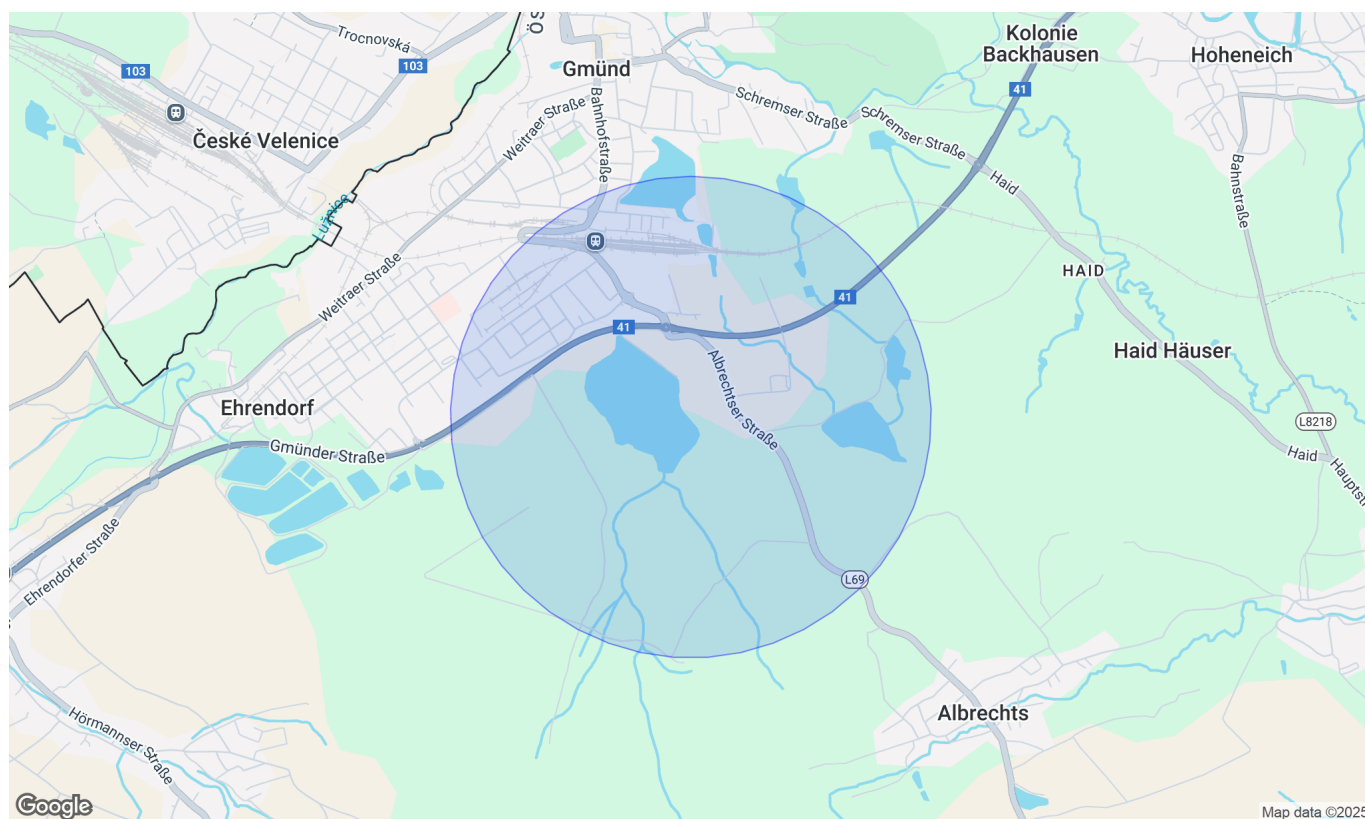 Trocnovská
SÖ
103
103
Gmünd
Kolonie
Backhausen
Hoheneich
41
České Velenice
Weitraer Straße
Bahnhofstraße
Schremser Straße
Schremser Straße
Haid
Bahnstraße
Lužnice
Weitraer Straße
HAID
41
41
Haid Häuser
Albrechtser Straße
Ehrendorf
Gmünder Straße
L8218
Haid
Ehrendorfer Straße
L69
Albrechts
Hörmannser Straße
Google
Map data ©2025